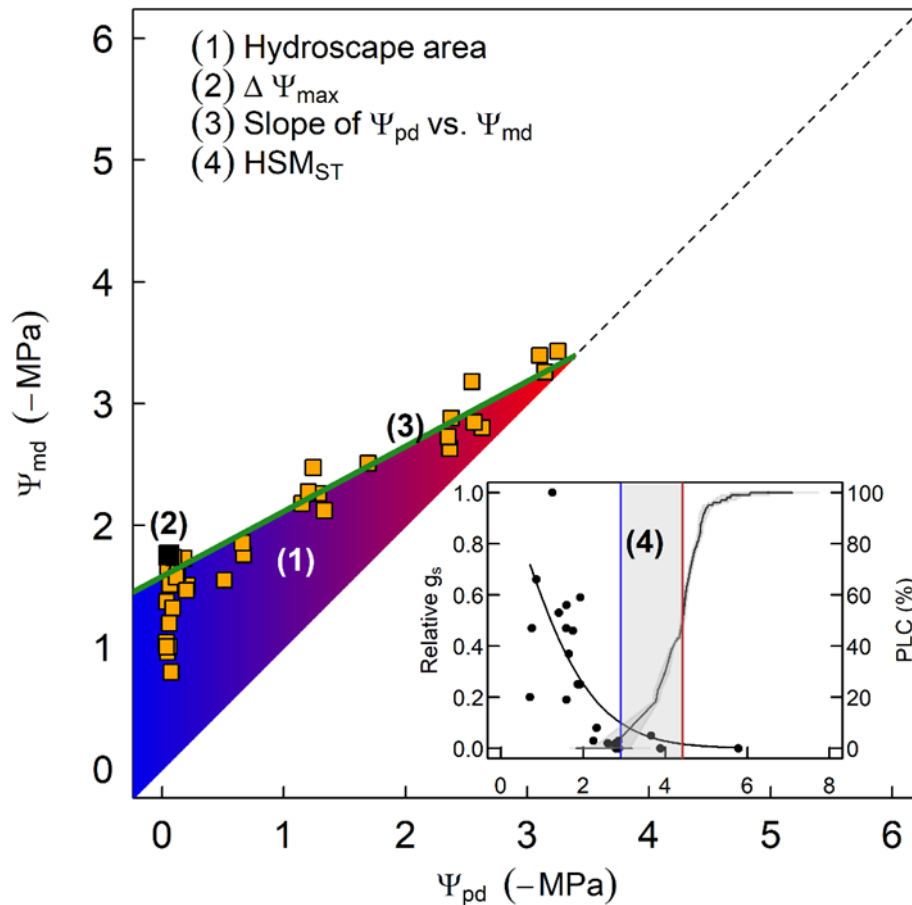 (1) Hydroscape area
(2) Δ Ψmax
(3) Slope of Ψpd vs. Ψmd
(4) HSMST
6
5
4
3
2
1
0
Ψmd (−MPa)
(3)
(2)
(1)
(4)
1.0
0.8
0.6
0.4
0.2
0.0
Relative gs
100
80
60
40
20
0
PLC (%)
0 2 4 6 8
0 1 2 3 4 5 6
Ψpd (−MPa)